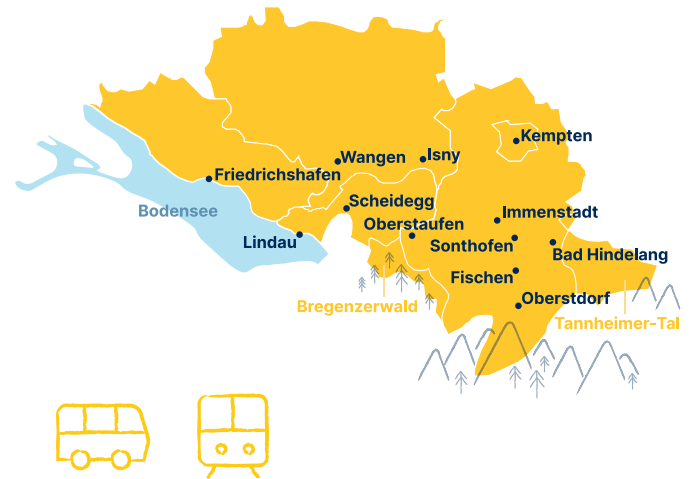 Kempten
Wangen
Isny
Friedrichshafen
Scheidegg
Bodensee
Immenstadt
Oberstaufen
Lindau
Sonthofen
Bad Hindelang
Fischen
Oberstdorf
Bregenzerwald
Tannheimer-Tal